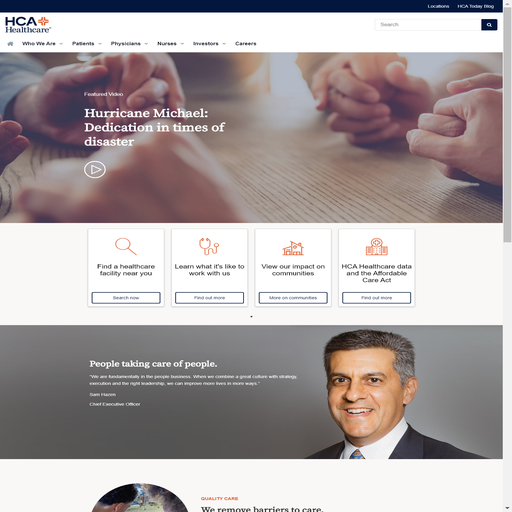 Locations HCA Today Blog
HCA
Healthcare
Search
Who We Are Patients Physicians Nurses Investors Careers
Featured Video
Hurricane Michael:
Dedication in times of
disaster
Find a healthcare
facility near you
Search now
Learn what it's like to
work with us
Find out more
View our impact on
communities
More on communities
HCA Healthcare data
and the Affordable
Care Act
Find out more
People taking care of people.
"We are fundamentally in the people business. When we combine a great culture with strategy,
execution and the right leadership, we can improve more lives in more ways."
Sam Hazen
Chief Executive Officer
QUALITY CARE
We remove barriers to care.